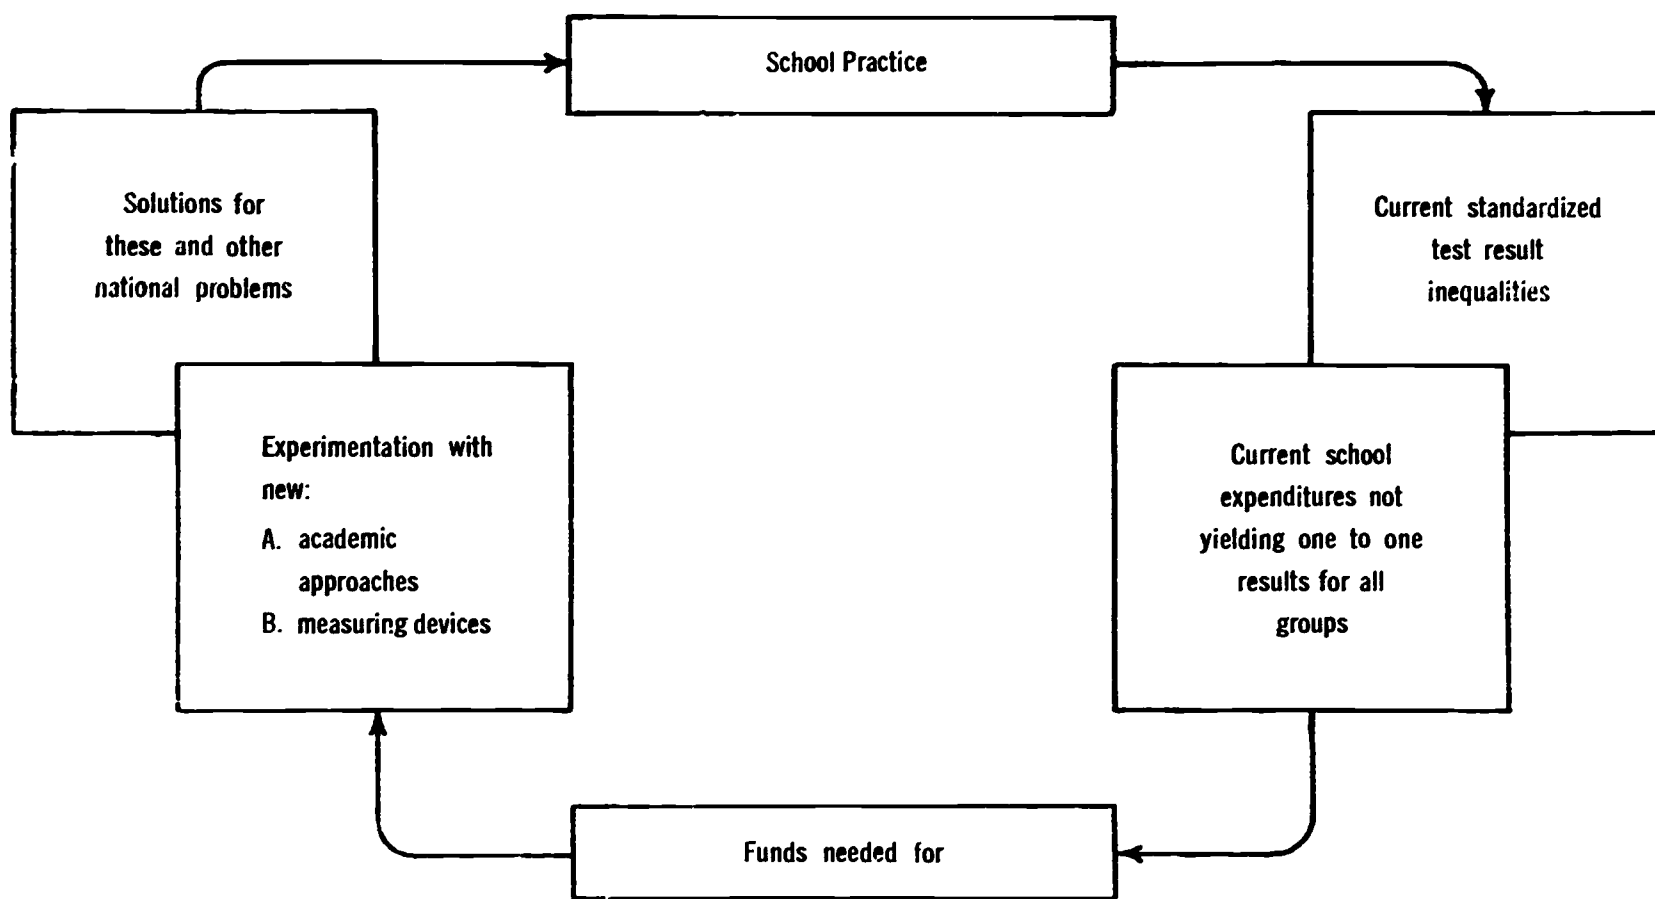 School Practice
Solutions for
these and other
national problems
Current standardized
test result
inequalities
Experimentation with
new:
A. academic
approaches
B. measuring devices
Current school
expenditures not
yielding one to one
results for all
groups
Funds needed for